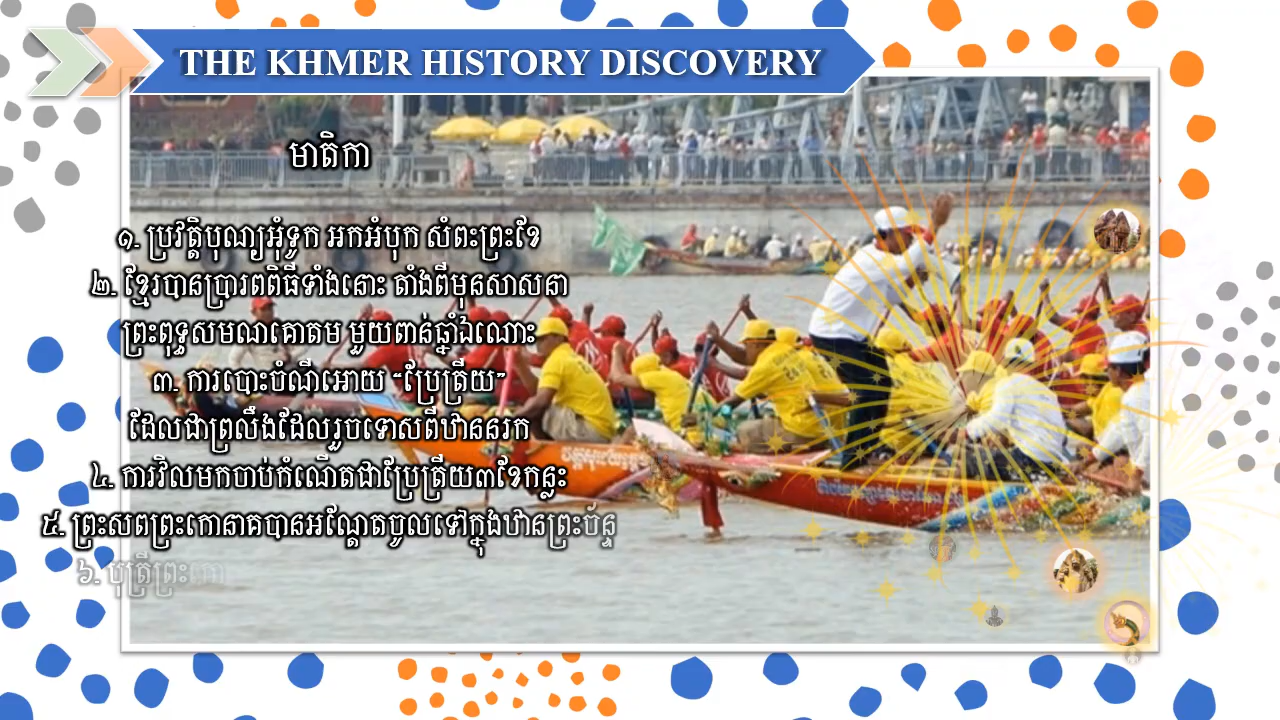 THE KHMER HISTORY DISCOVERY
មាតិកា
១. ប្រវត្តិបុណ្យអុំទូក អកអំបុក សំពះព្រះខែ
២. ខ្មែរបានប្រារព្ធពិធីទាំងនោះ តាំងពីមុនសាសនា
ព្រះពុទ្ធសមណគោតម មួយពាន់ឆ្នាំឯណោះ
៣. ការបោះចំណីអោយ “ប្រែត្រីយ”
ដែលជាព្រលឹងដែលរួចទោសពីឋាននរក
៤. ការវិលមកចាប់កំណើតជាប្រែត្រីយ៣ខែកន្លះ
៥. ព្រះសពព្រះកោនាគបានអណ្ដែតចូលទៅក្នុងឋានព្រះច័ន្ទ
៦. បុត្រីព្រះ